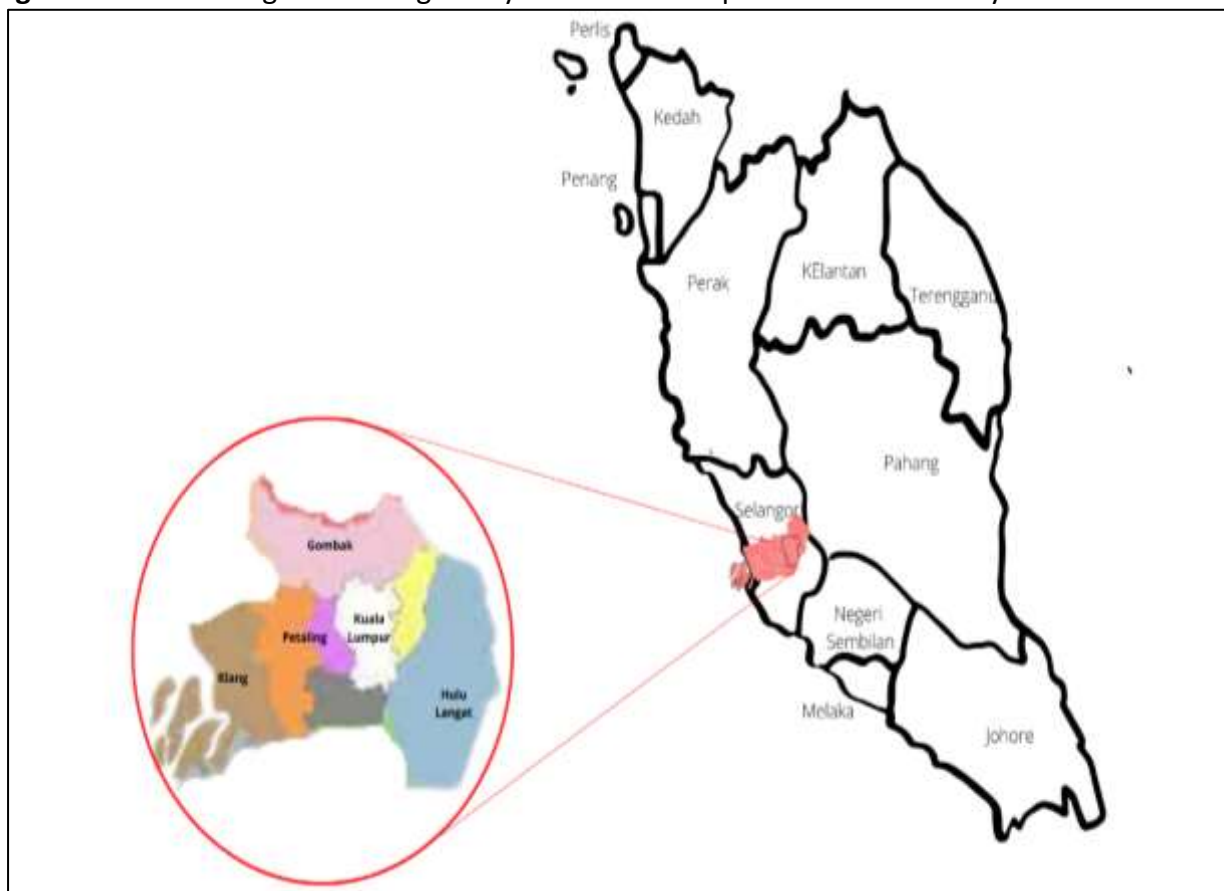 Perlis
Kedah
Penang
Perak
KElantan
Terengganu
Pahang
Selangor
Gombak
Kuala
Lumpur
Petaling
Klang
Hulu
Langat
Negeri
Sembilan
Melaka
Johore